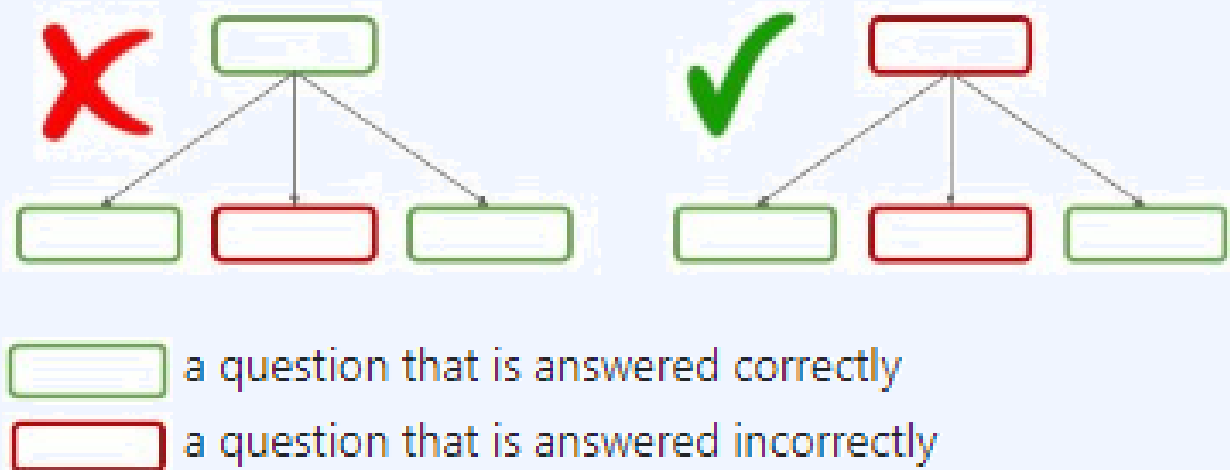 a question that is answered correctly
a question that is answered incorrectly